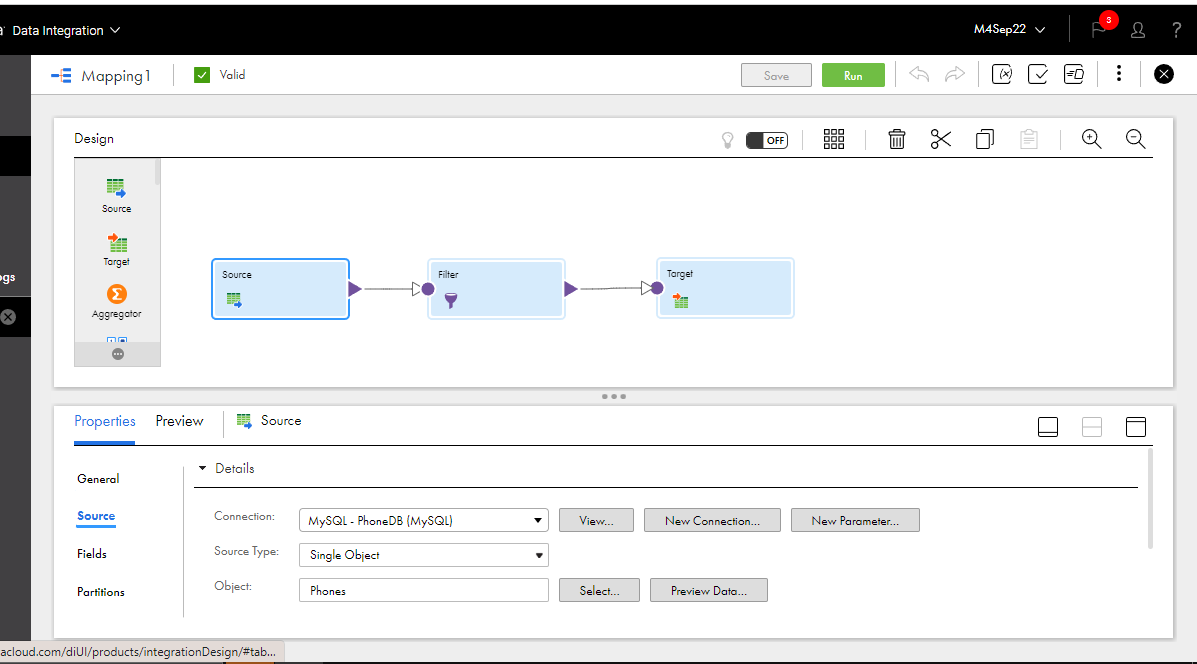 Data Integration
M4Sep22
3
?
Mapping1
Valid
Save
Run
Design
OFF
Source
Target
Aggregator
Source
Filter
Target
ogs
Properties
Preview
Source
Details
General
Source
Fields
Partitions
Connection:
MySQL - PhoneDB (MySQL)
View...
New Connection...
New Parameter...
Source Type:
Single Object
Object:
Phones
Select...
Preview Data...
acloud.com/diUI/products/integrationDesign/#tab...